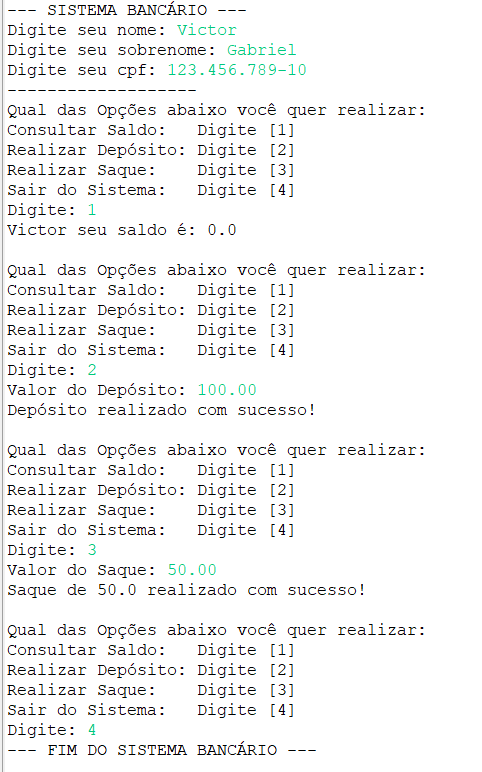 --- SISTEMA BANCÁRIO ---
Digite seu nome: Victor
Digite seu sobrenome: Gabriel
Digite seu cpf: 123.456.789-10
-------------------
Qual das Opções abaixo você quer realizar:
Consultar Saldo:   Digite [1]
Realizar Depósito: Digite [2]
Realizar Saque:    Digite [3]
Sair do Sistema:   Digite [4]
Digite: 1
Victor seu saldo é: 0.0

Qual das Opções abaixo você quer realizar:
Consultar Saldo:   Digite [1]
Realizar Depósito: Digite [2]
Realizar Saque:    Digite [3]
Sair do Sistema:   Digite [4]
Digite: 2
Valor do Depósito: 100.00
Depósito realizado com sucesso!

Qual das Opções abaixo você quer realizar:
Consultar Saldo:   Digite [1]
Realizar Depósito: Digite [2]
Realizar Saque:    Digite [3]
Sair do Sistema:   Digite [4]
Digite: 3
Valor do Saque: 50.00
Saque de 50.0 realizado com sucesso!

Qual das Opções abaixo você quer realizar:
Consultar Saldo:   Digite [1]
Realizar Depósito: Digite [2]
Realizar Saque:    Digite [3]
Sair do Sistema:   Digite [4]
Digite: 4
--- FIM DO SISTEMA BANCÁRIO ---